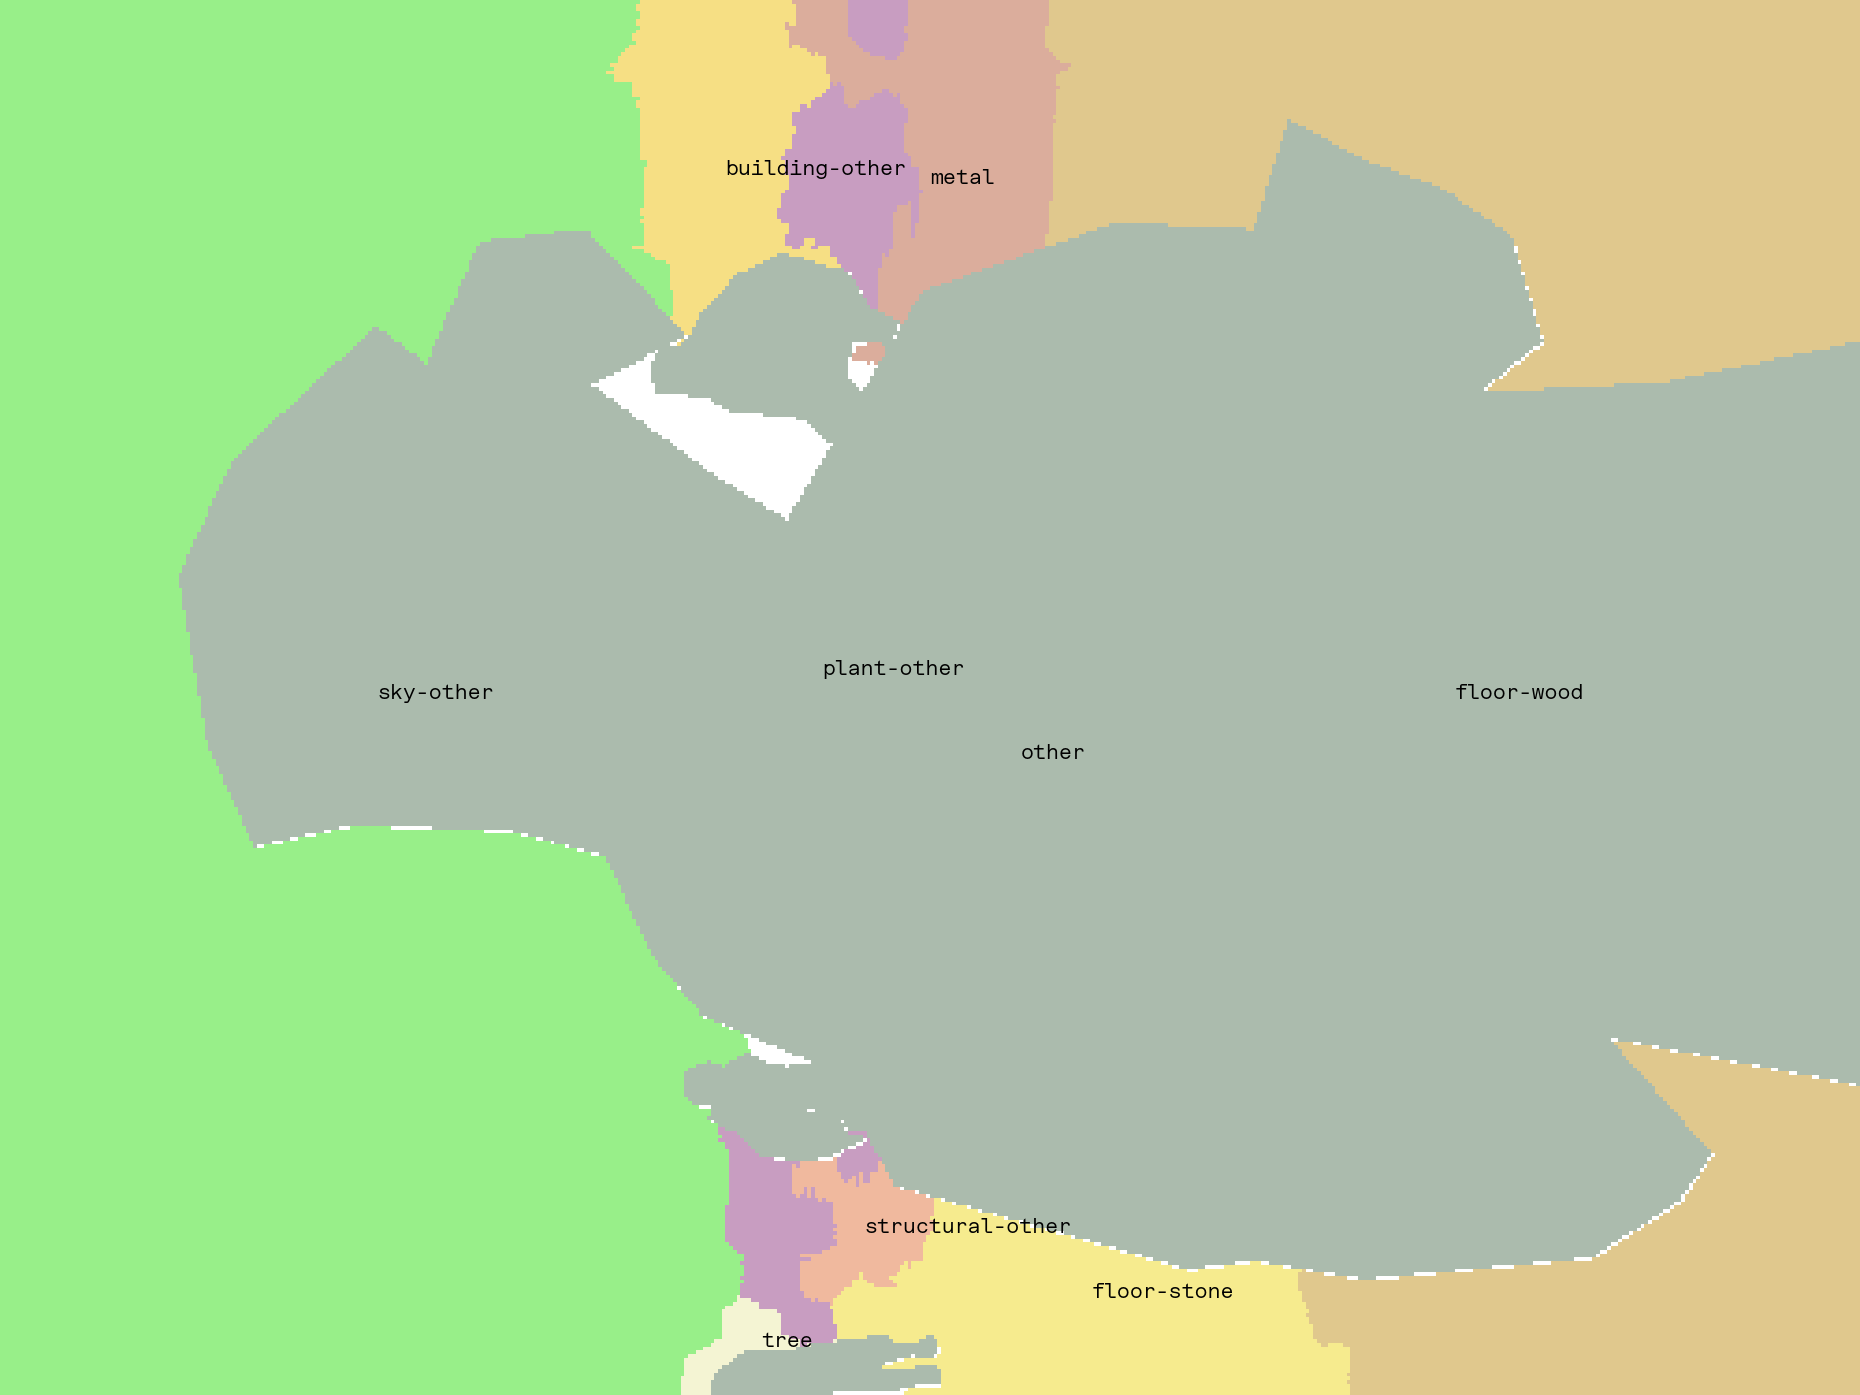 building-other
metal
plant-other
sky-other
floor-wood
other
structural-other
floor-stone
tree